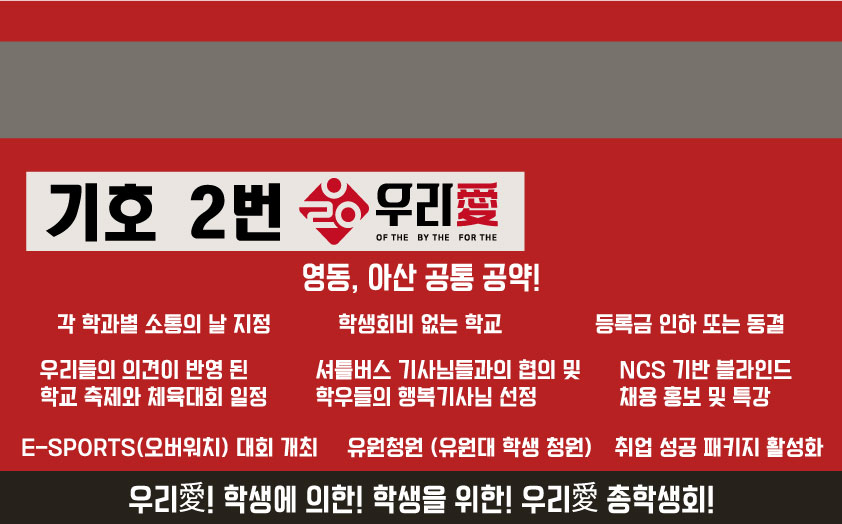 기호 2번 우리愛
OF THE BY THE FOR THE
영동, 아산 공통 공약!
각 학과별 소통의 날 지정
학생회비 없는 학교
등록금 인하 또는 동결
우리들의 의견이 반영 된
학교 축제와 체육대회 일정
셔틀버스 기사님들과의 협의 및
학우들의 행복기사님 선정
NCS 기반 블라인드
채용 홍보 및 특강
E-SPORTS(오버워치) 대회 개최
유원청원 (유원대 학생 청원)
취업 성공 패키지 활성화
우리愛! 학생에 의한! 학생을 위한! 우리愛 총학생회!